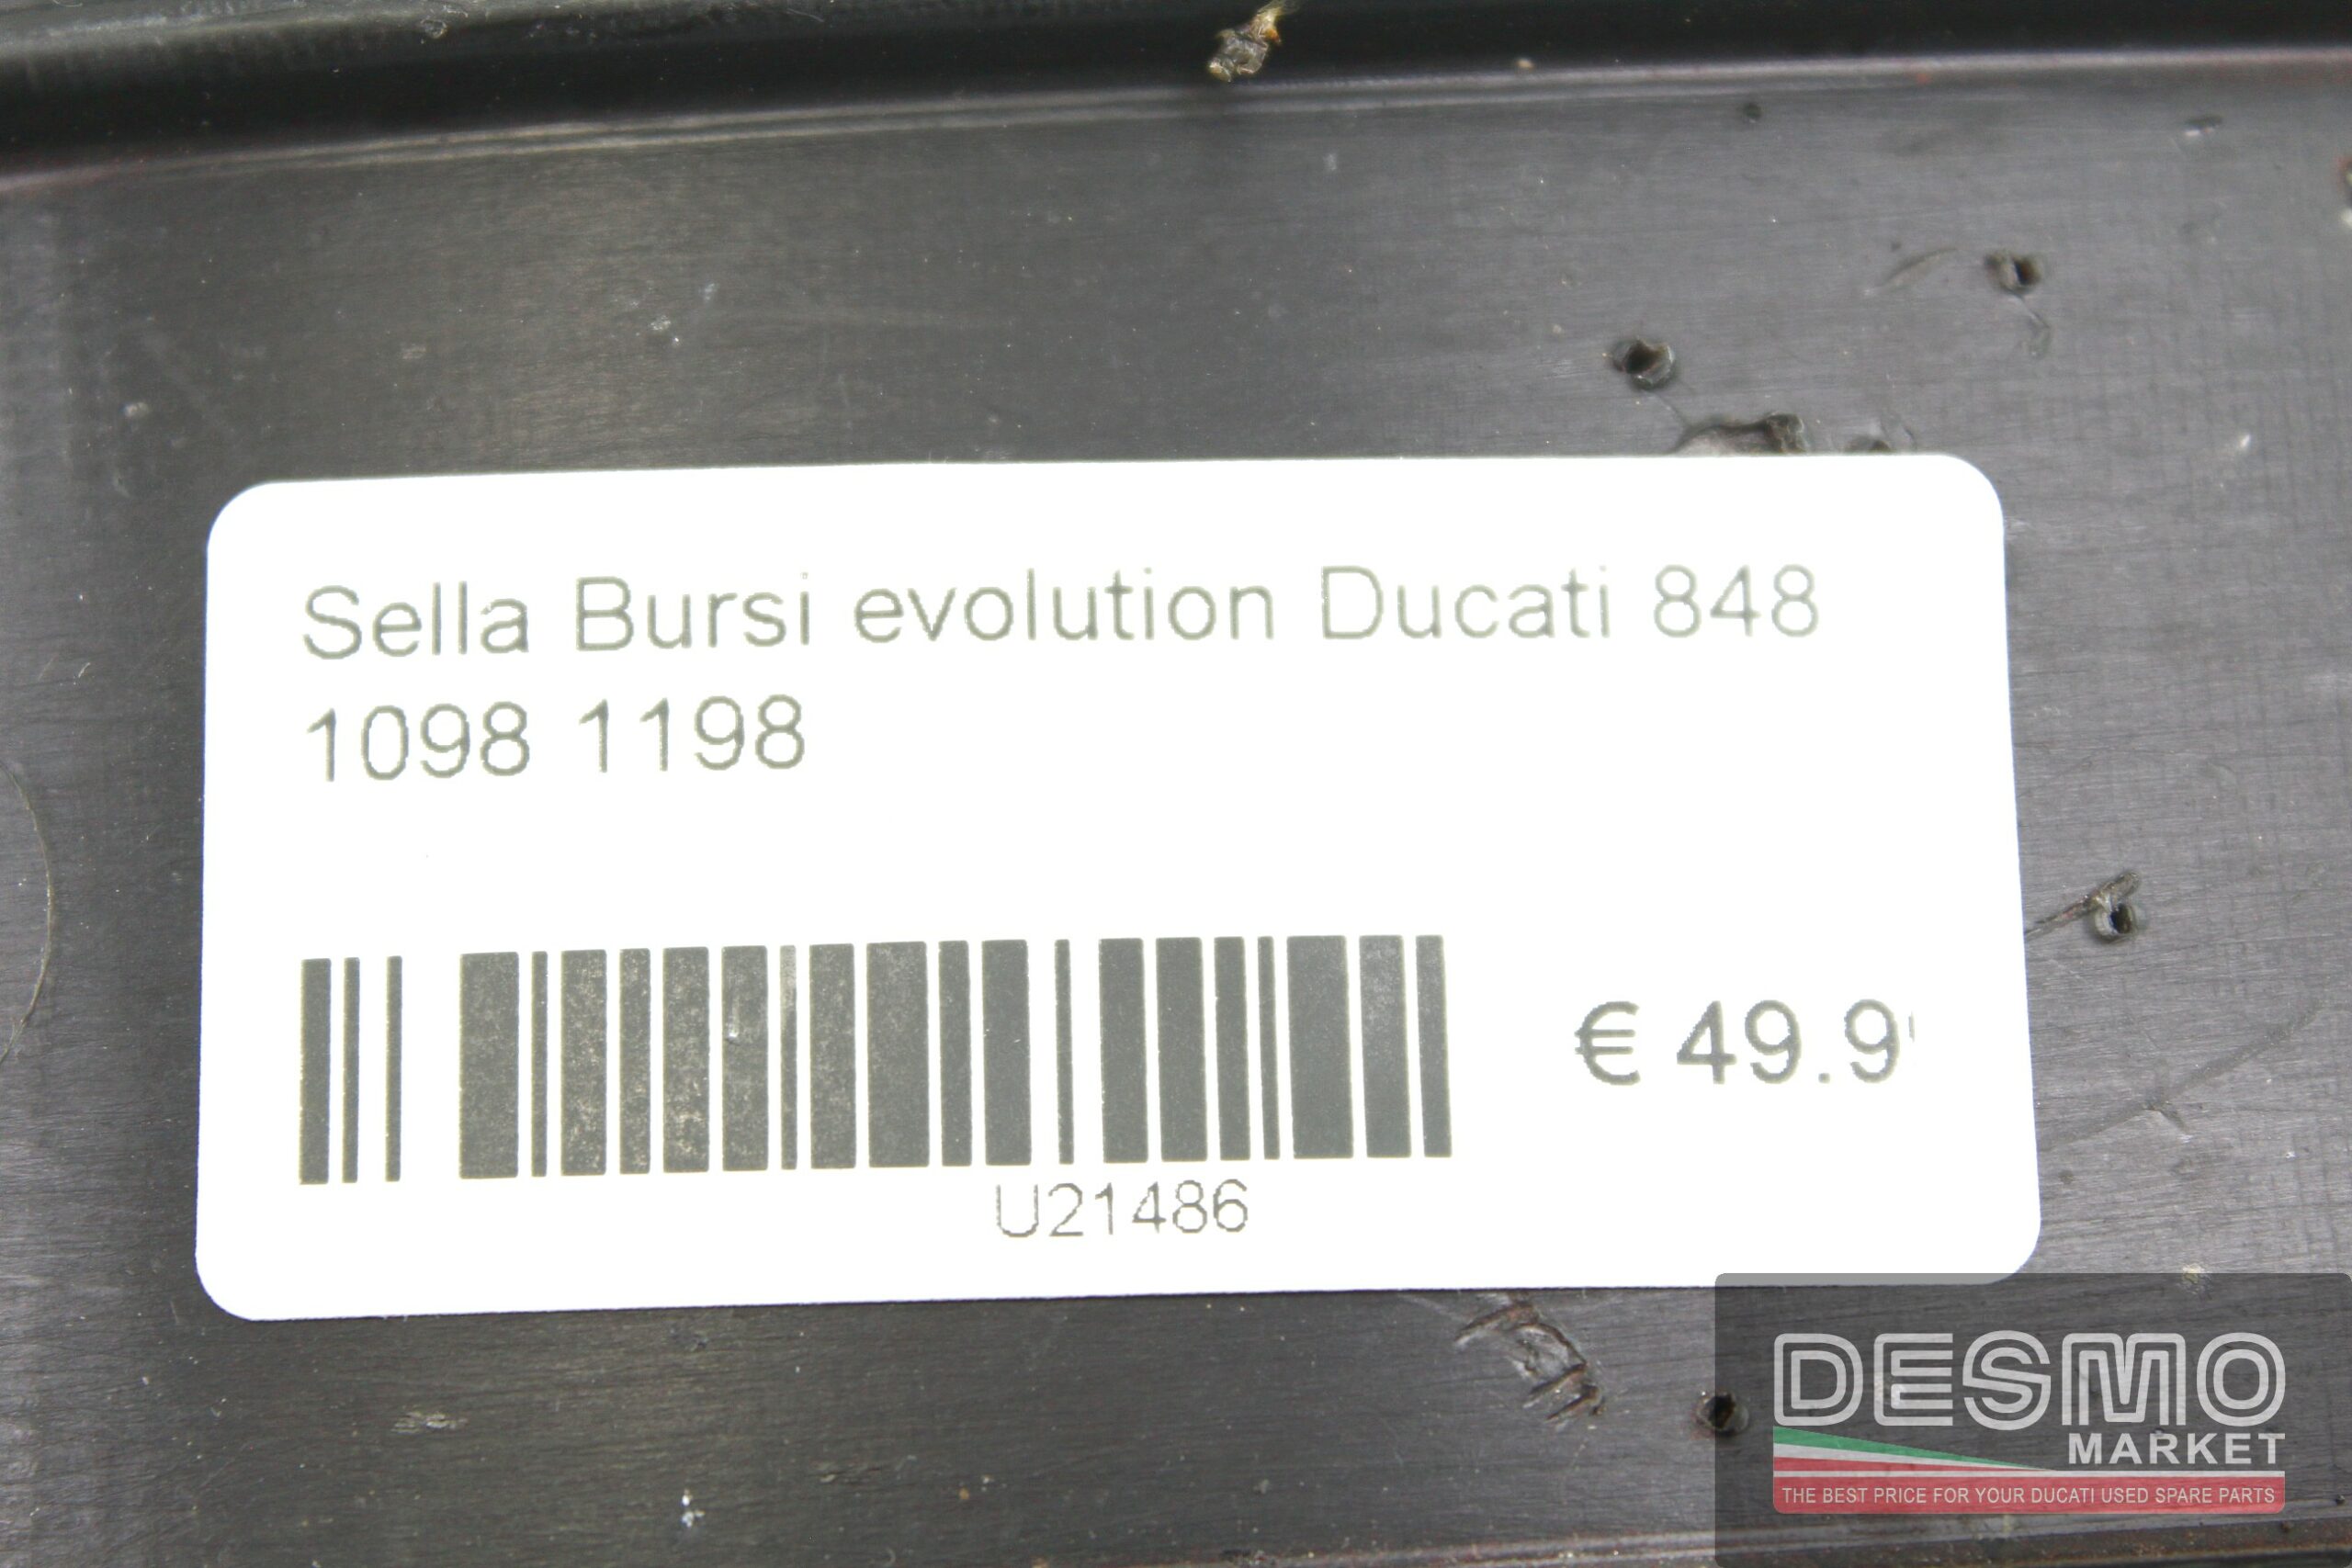 Sella Bursi evolution Ducati 848
1098 1198
€ 49.9
U21486
DESMO
MARKET
THE BEST PRICE FOR YOUR DUCATI USED SPARE PARTS